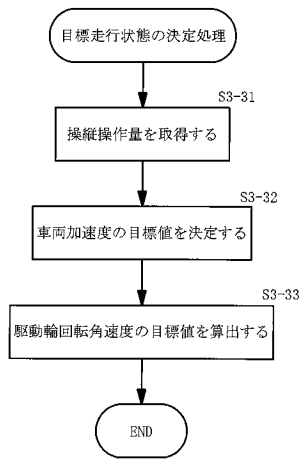 目標走行状態の決定処理
S3-31
操縦操作量を取得する
S3-32
車両加速度の目標値を決定する
S3-33
駆動輪回転角速度の目標値を算出する
END